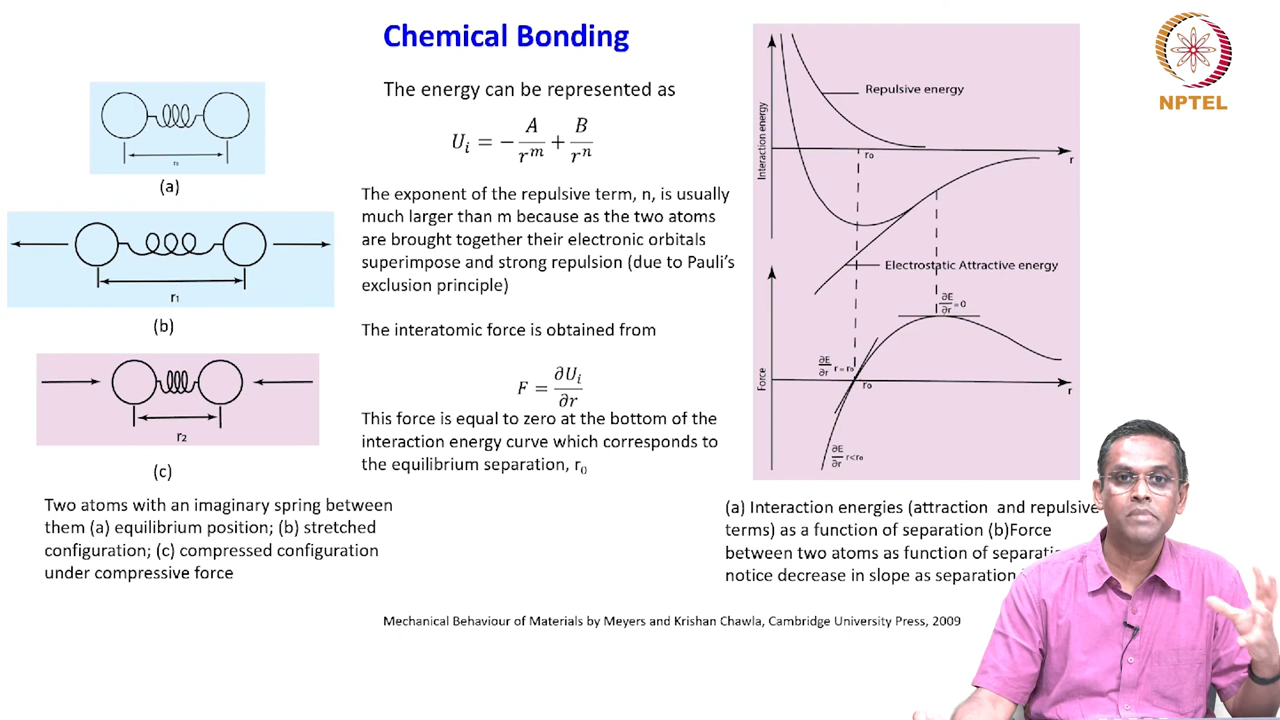 Chemical Bonding
NPTEL
r₀
(a)
r₁
(b)
r₂
(c)
Two atoms with an imaginary spring between
them (a) equilibrium position; (b) stretched
configuration; (c) compressed configuration
under compressive force
The energy can be represented as
Uᵢ = − A/rᵐ + B/rⁿ
The exponent of the repulsive term, n, is usually
much larger than m because as the two atoms
are brought together their electronic orbitals
superimpose and strong repulsion (due to Pauli’s
exclusion principle)
The interatomic force is obtained from
F = ∂Uᵢ/∂r
This force is equal to zero at the bottom of the
interaction energy curve which corresponds to
the equilibrium separation, r₀
Interaction energy
Repulsive energy
r₀
r
Electrostatic Attractive energy
Force
∂E/∂r =0
∂E/∂r r=r₀
r₀
r
∂E/∂r r<r₀
(a) Interaction energies (attraction and repulsive
terms) as a function of separation (b)Force
between two atoms as function of
notice decrease in slope as separation
Mechanical Behaviour of Materials by Meyers and Krishan Chawla, Cambridge University Press, 2009